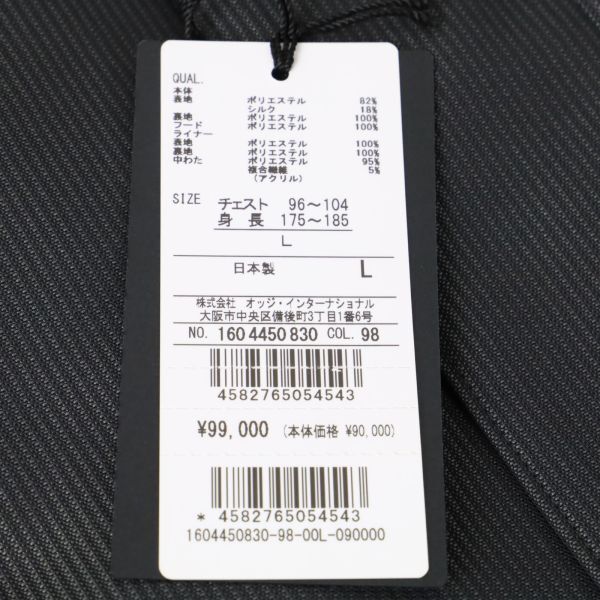 QUAL.
本体
表地 ポリエステル 82%
シルク 18%
裏地 ポリエステル 100%
フード ポリエステル 100%
ライナー
表地 ポリエステル 100%
裏地 ポリエステル 100%
中わた ポリエステル 95%
複合繊維 5%
(アクリル)
SIZE チェスト 96～104
身長 175～185
L
日本製 L
株式会社 オッジ・インターナショナル
大阪市中央区備後町3丁目1番6号
NO. 1604450830 COL. 98
4582765054543
¥99,000 (本体価格 ¥90,000)
* 4582765054543
1604450830-98-00L-090000